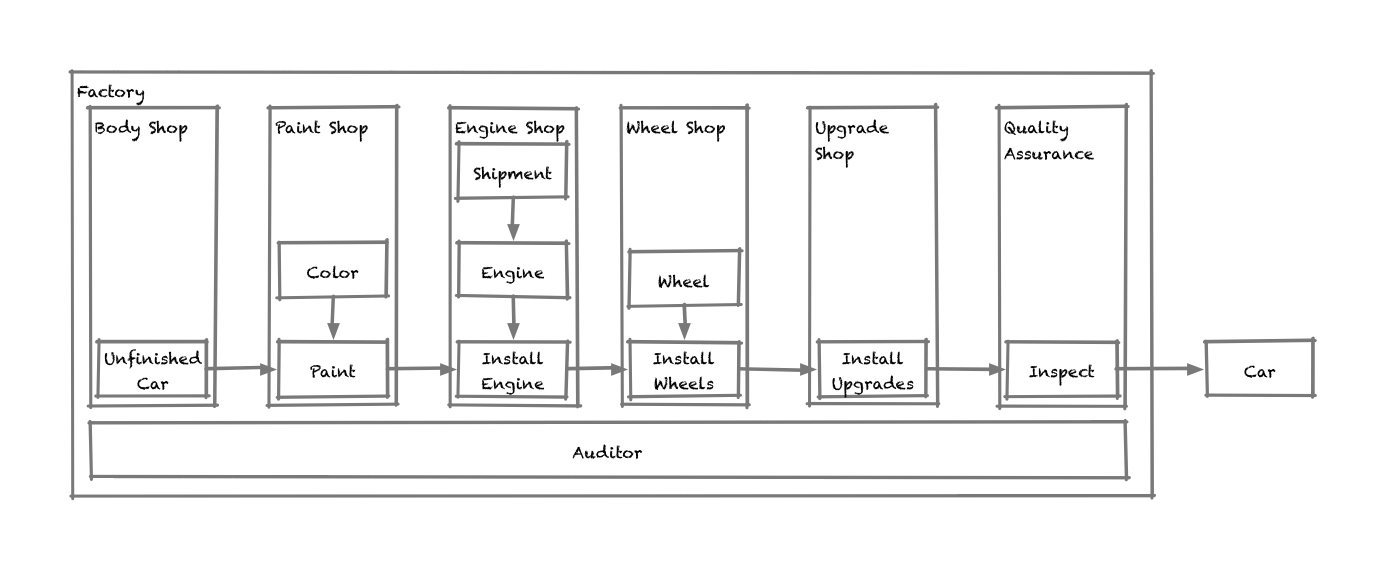 Factory
Body Shop
Unfinished
Car
Paint Shop
Color
Paint
Engine Shop
Shipment
Engine
Install
Engine
Wheel Shop
Wheel
Install
Wheels
Upgrade
Shop
Install
Upgrades
Quality
Assurance
Inspect
Car
Auditor